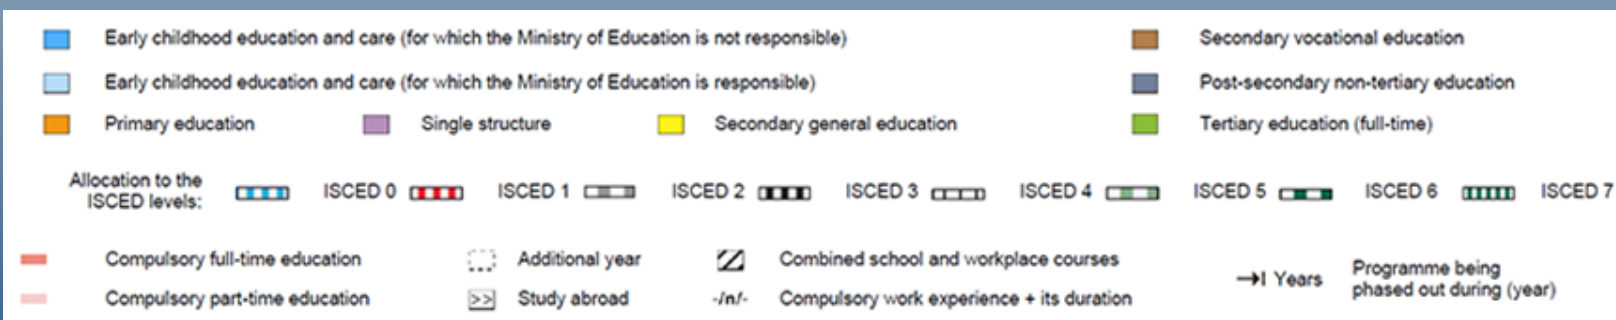 Early childhood education and care (for which the Ministry of Education is not responsible)
Secondary vocational education
Early childhood education and care (for which the Ministry of Education is responsible)
Post-secondary non-tertiary education
Primary education
Single structure
Secondary general education
Tertiary education (full-time)
Allocation to the
ISCED levels:
ISCED 0
ISCED 1
ISCED 2
ISCED 3
ISCED 4
ISCED 5
ISCED 6
ISCED 7
Compulsory full-time education
Additional year
Combined school and workplace courses
Compulsory part-time education
>> Study abroad
-/n/- Compulsory work experience + its duration
Years
Programme being
phased out during (year)